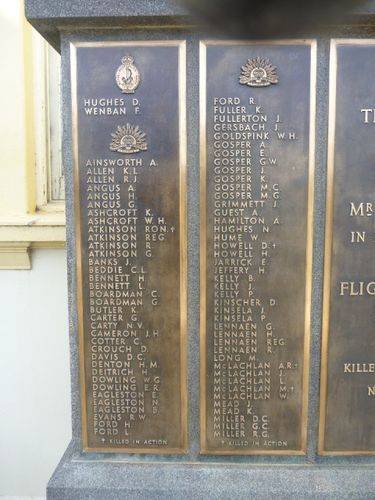 HUGHES D.
WENBAN F.
AINSWORTH A.
ALLEN K.L.
ALLEN R.J.
ANGUS A.
ANGUS H.
ANGUS G.
ASHCROFT K.
ASHCROFT W.H.
ATKINSON RON.†
ATKINSON REG.
ATKINSON R.
ATKINSON G.
BANKS J.
BEDDIE C.L.
BENNETT H.
BENNETT L.
BOARDMAN C.
BOARDMAN G.
BUTLER K.
CARTER G.
CARTY N.V.
CAMERON J.H.
COTTER C.
CROUCH D.
DAVIS D.C.
DENTON H.M.
DEITRICH H.
DOWLING W.G.
DOWLING E.R.
EAGLESTON E.
EAGLESTON N.
EAGLESTON B.
EVANS R.W.
FORD H.
FORD L.
† KILLED IN ACTION
FORD R.
FULLER K.
FULLERTON J.
GERSBACH J.
GOLDSPINK W.H.
GOSPER A.
GOSPER E.
GOSPER G.W.
GOSPER J.
GOSPER K.
GOSPER M.C.
GOSPER M.G.
GRIMMETT J.
GUEST A.
HAMILTON A.
HUGHES N.
HUME W.
HOWELL D.†
HOWELL H.
JARRICK E.
JEFFERY H.
KELLY B.
KELLY J.
KELLY P.
KINSCHER D.
KINSELA J.
KINSELA P.
LENNAEN G.
LENNAEN H.
LENNAEN REG.
LENNAEN R.
LONG M.
McLACHLAN A.R.†
McLACHLAN J.
McLACHLAN L.
McLACHLAN M.†
McLACHLAN W.
MEAD J.
MEAD K.
MILLER D.C.
MILLER G.C.
MILLER R.G.
† KILLED IN ACTION
IN
FLIGH